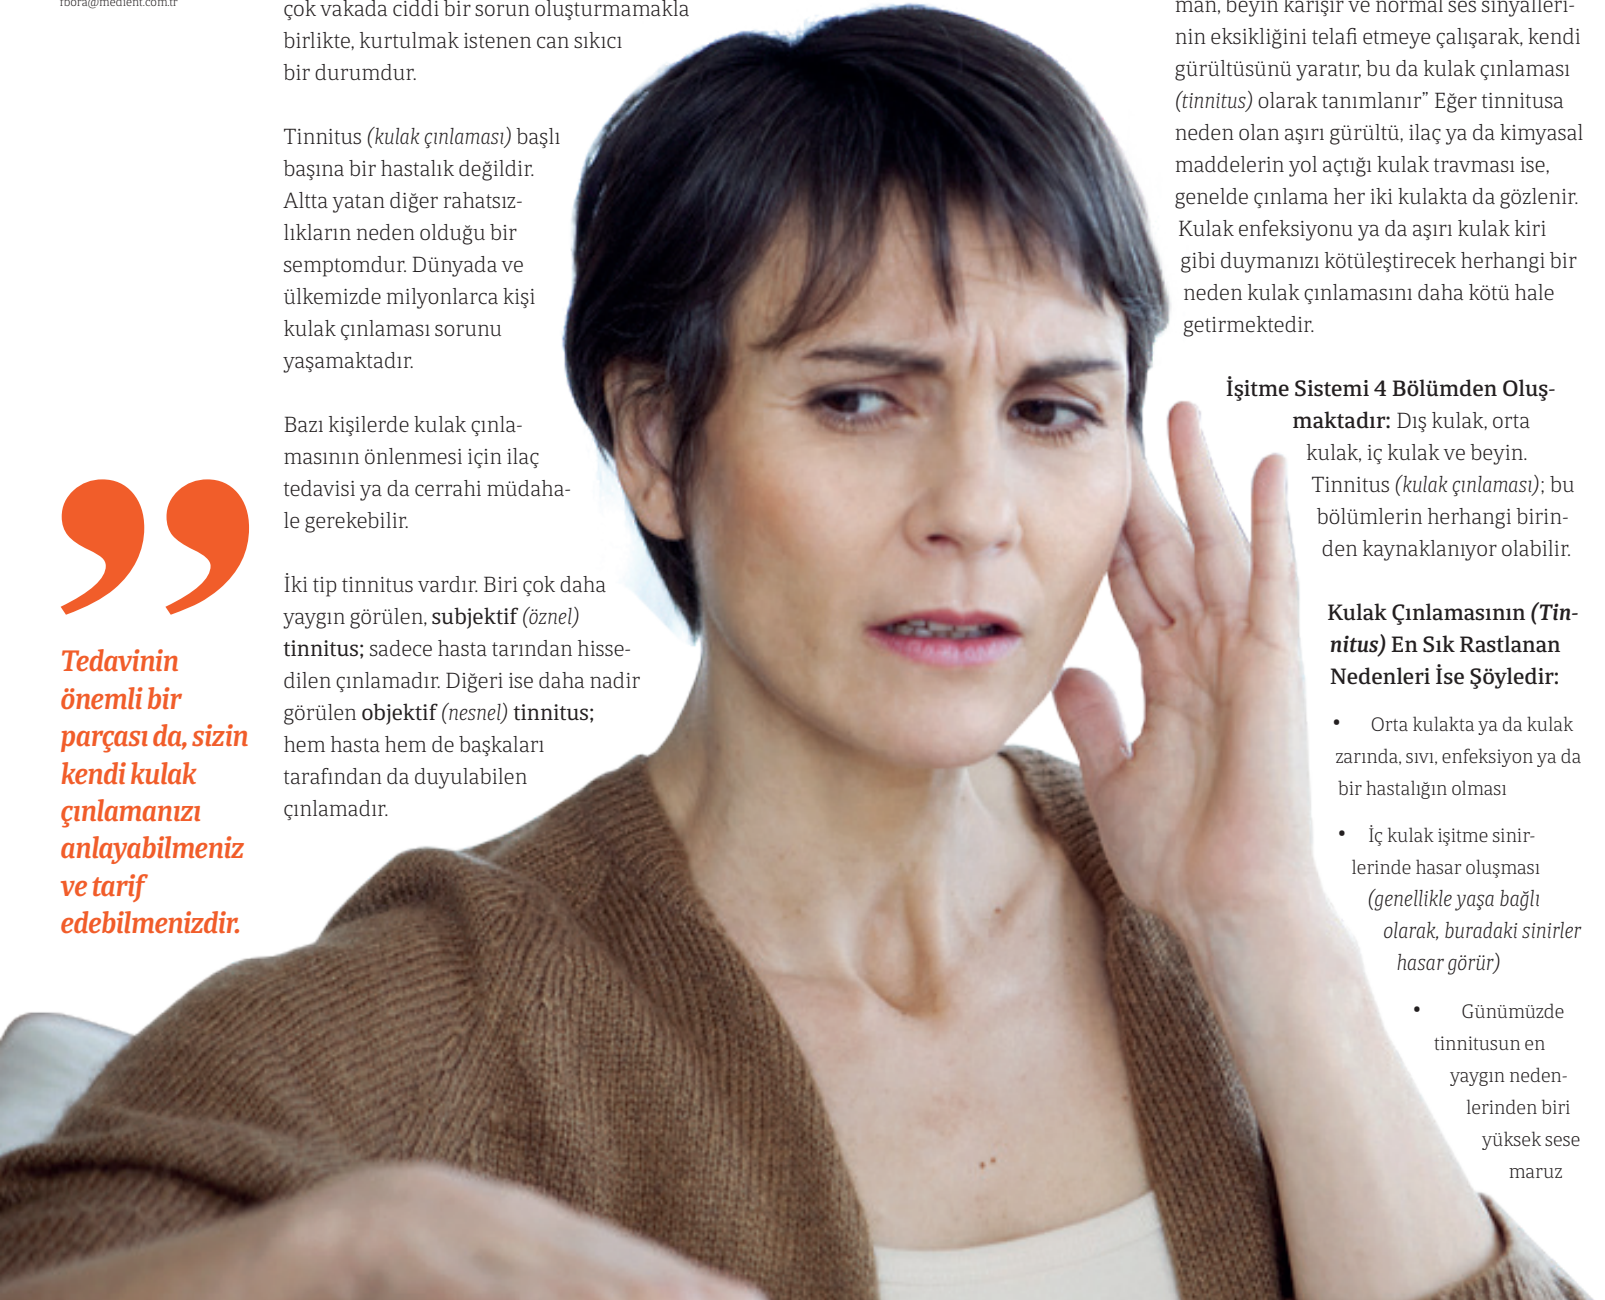 fbora@medient.com.tr
Tedavinin
önemli bir
parçası da, sizin
kendi kulak
çınlamanızı
anlayabilmeniz
ve tarif
edebilmenizdir.
çok vakada ciddi bir sorun oluşturmamakla
birlikte, kurtulmak istenen can sıkıcı
bir durumdur.
Tinnitus (kulak çınlaması) başlı
başına bir hastalık değildir.
Altta yatan diğer rahatsız-
lıkların neden olduğu bir
semptomdur. Dünyada ve
ülkemizde milyonlarca kişi
kulak çınlaması sorunu
yaşamaktadır.
Bazı kişilerde kulak çınla-
masının önlenmesi için ilaç
tedavisi ya da cerrahi müdaha-
le gerekebilir.
İki tip tinnitus vardır. Biri çok daha
yaygın görülen, subjektif (öznel)
tinnitus; sadece hasta tarından hisse-
dilen çınlamadır. Diğeri ise daha nadir
görülen objektif (nesnel) tinnitus;
hem hasta hem de başkaları
tarafından da duyulabilen
çınlamadır.
man, beyin karışır ve normal ses sinyalleri-
nin eksikliğini telafi etmeye çalışarak, kendi
gürültüsünü yaratır, bu da kulak çınlaması
(tinnitus) olarak tanımlanır” Eğer tinnitusa
neden olan aşırı gürültü, ilaç ya da kimyasal
maddelerin yol açtığı kulak travması ise,
genelde çınlama her iki kulakta da gözlenir.
Kulak enfeksiyonu ya da aşırı kulak kiri
gibi duymanızı kötüleştirecek herhangi bir
neden kulak çınlamasını daha kötü hale
getirmektedir.
İşitme Sistemi 4 Bölümden Oluş-
maktadır: Dış kulak, orta
kulak, iç kulak ve beyin.
Tinnitus (kulak çınlaması); bu
bölümlerin herhangi birin-
den kaynaklanıyor olabilir.
Kulak Çınlamasının (Tin-
nitus) En Sık Rastlanan
Nedenleri İse Şöyledir:
• Orta kulakta ya da kulak
zarında, sıvı, enfeksiyon ya da
bir hastalığın olması
• İç kulak işitme sinir-
lerinde hasar oluşması
(genellikle yaşa bağlı
olarak, buradaki sinirler
hasar görür)
• Günümüzde
tinnitusun en
yaygın neden-
lerinden biri
yüksek sese
maruz